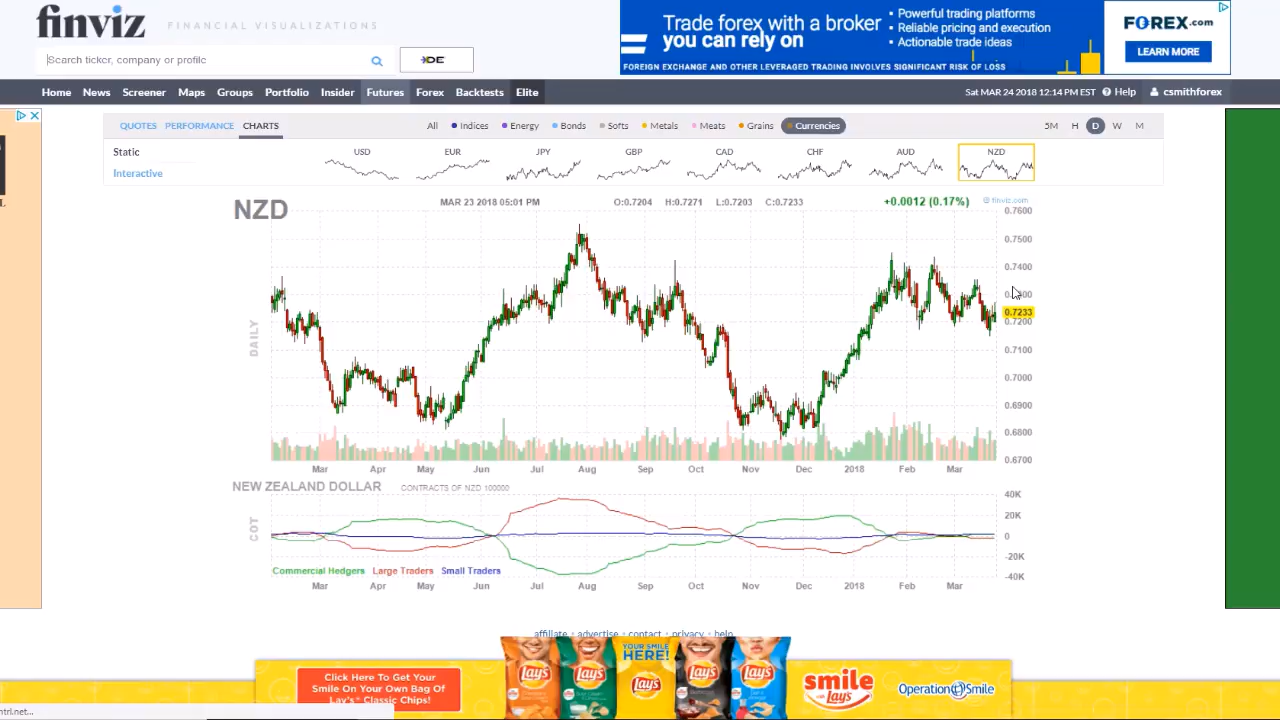 finviz FINANCIAL VISUALIZATIONS
Trade forex with a broker
you can rely on
• Powerful trading platforms
• Reliable pricing and execution
• Actionable trade ideas
FOREIGN EXCHANGE AND OTHER LEVERAGED TRADING INVOLVES SIGNIFICANT RISK OF LOSS
FOREX.com
LEARN MORE
Search ticker, company or profile
DE
Home News Screener Maps Groups Portfolio Insider Futures Forex Backtests Elite
Sat MAR 24 2018 12:14 PM EST Help csmithforex
QUOTES PERFORMANCE CHARTS
All Indices Energy Bonds Softs Metals Meats Grains Currencies
5M H D W M
Static
Interactive
USD EUR JPY GBP CAD CHF AUD NZD
NZD
MAR 23 2018 05:01 PM O:0.7204 H:0.7271 L:0.7203 C:0.7233 +0.0012 (0.17%) © finviz.com
0.7600
0.7500
0.7400
0.7233
0.7200
0.7100
0.7000
0.6900
0.6800
0.6700
DAILY
Mar Apr May Jun Jul Aug Sep Oct Nov Dec 2018 Feb Mar
NEW ZEALAND DOLLAR CONTRACTS OF NZD 100000
40K
20K
0
-20K
-40K
COT
Commercial Hedgers Large Traders Small Traders
Mar Apr May Jun Jul Aug Sep Oct Nov Dec 2018 Feb Mar
affiliate • advertise • contact • privacy • help
Click Here To Get Your
Smile On Your Own Bag Of
Lay's® Classic Chips!
Lay's
Lay's
YOUR SMILE
HERE!
Lay's
Lay's
Lay's
smile
with Lay's
Operation Smile
ntrl.net...